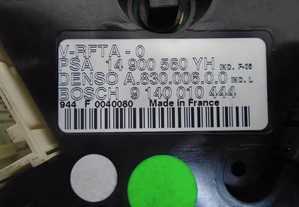 V-RFTA - 0
PSA 14 900 560 YH IND. F-05
DENSO A.830.006.0.0 IND. L
BOSCH 9 140 010 444
944 F 0040080 Made in France